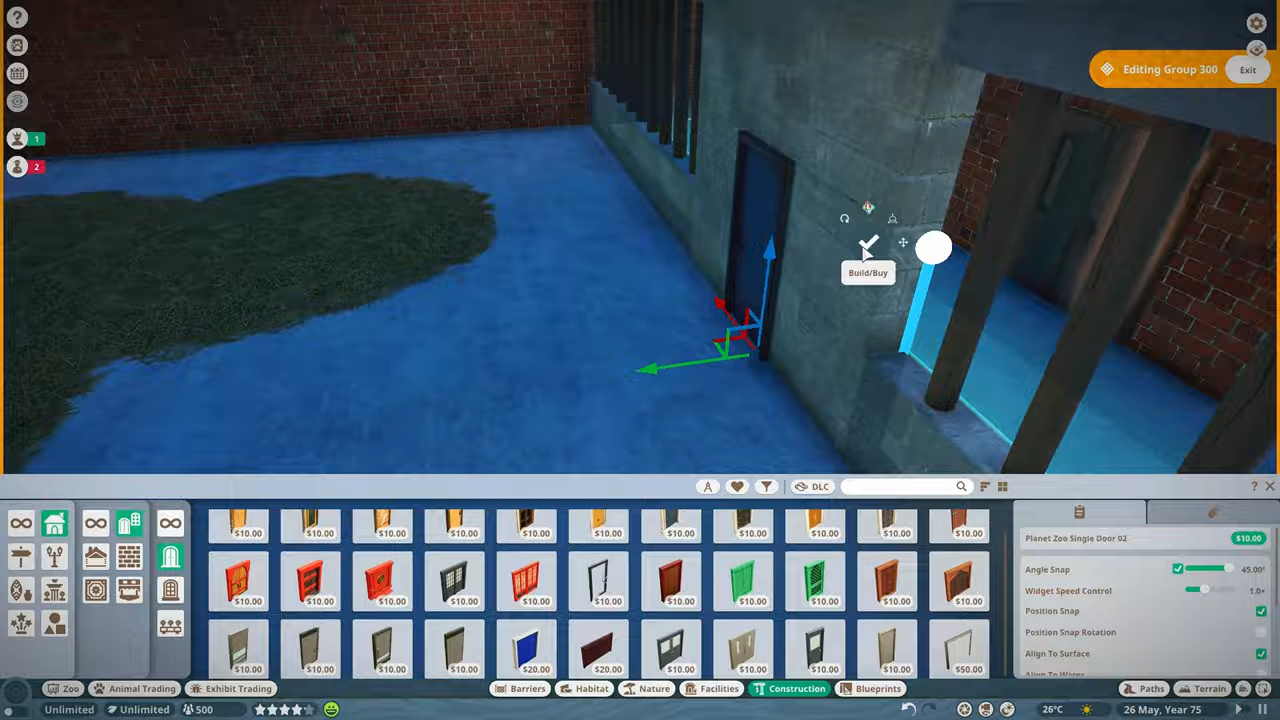 ?
Editing Group 300
Exit
1
2
Build/Buy
DLC
? ×
$10.00 $10.00 $10.00 $10.00 $10.00 $10.00 $10.00 $10.00 $10.00 $10.00 $10.00
$10.00 $10.00 $10.00 $10.00 $10.00 $10.00 $10.00 $10.00 $10.00 $10.00 $10.00
$10.00 $10.00 $10.00 $10.00 $20.00 $20.00 $10.00 $10.00 $10.00 $10.00 $50.00
Planet Zoo Single Door 02 $10.00
Angle Snap 45.00°
Widget Speed Control 1.0×
Position Snap
Position Snap Rotation
Align To Surface
Zoo Animal Trading Exhibit Trading Barriers Habitat Nature Facilities Construction Blueprints Paths Terrain
Unlimited Unlimited 500 26°C 26 May, Year 75